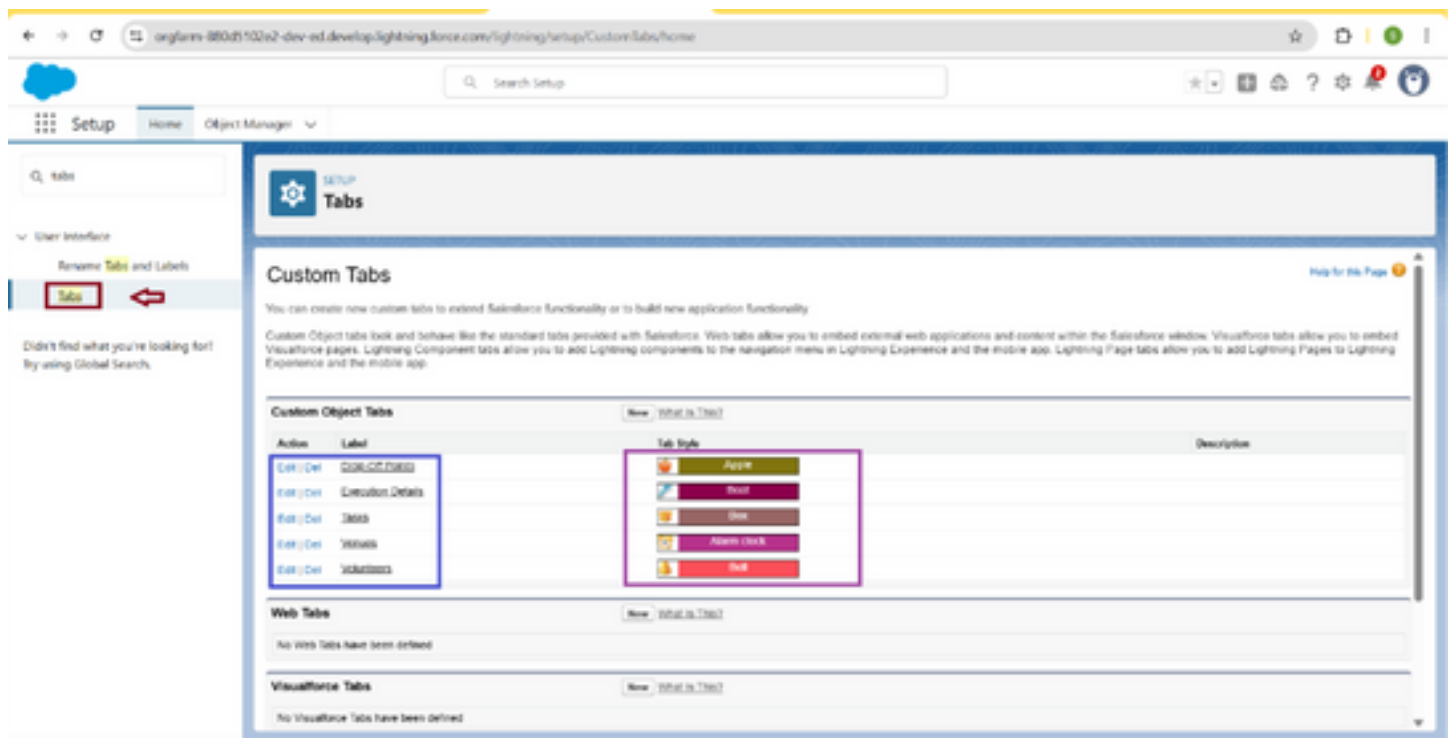 orgfarm-880d5102e2-dev-ed.develop.lightning.force.com/lightning/setup/CustomTabs/home
S
Search Setup
Setup
Home
Object Manager
tabs
SETUP
Tabs
User Interface
Rename Tabs and Labels
Tabs
Didn't find what you're looking for?
Try using Global Search.
Custom Tabs
Help for this Page
You can create new custom tabs to extend Salesforce functionality or to build new application functionality.
Custom Object tabs look and behave like the standard tabs provided with Salesforce. Web tabs allow you to embed external web applications and content within the Salesforce window. Visualforce tabs allow you to embed
Visualforce pages. Lightning Component tabs allow you to add Lightning components to the navigation menu in Lightning Experience and the mobile app. Lightning Page tabs allow you to add Lightning Pages to Lightning
Experience and the mobile app.
Custom Object Tabs New What Is This?
Action Label Tab Style Description
Edit | Del Drop-Off Points Apple
Edit | Del Execution Details
Edit | Del Tasks Box
Edit | Del Venues Alarm clock
Edit | Del Volunteers Bell
Web Tabs New What Is This?
No Web Tabs have been defined
Visualforce Tabs New What Is This?
No Visualforce Tabs have been defined